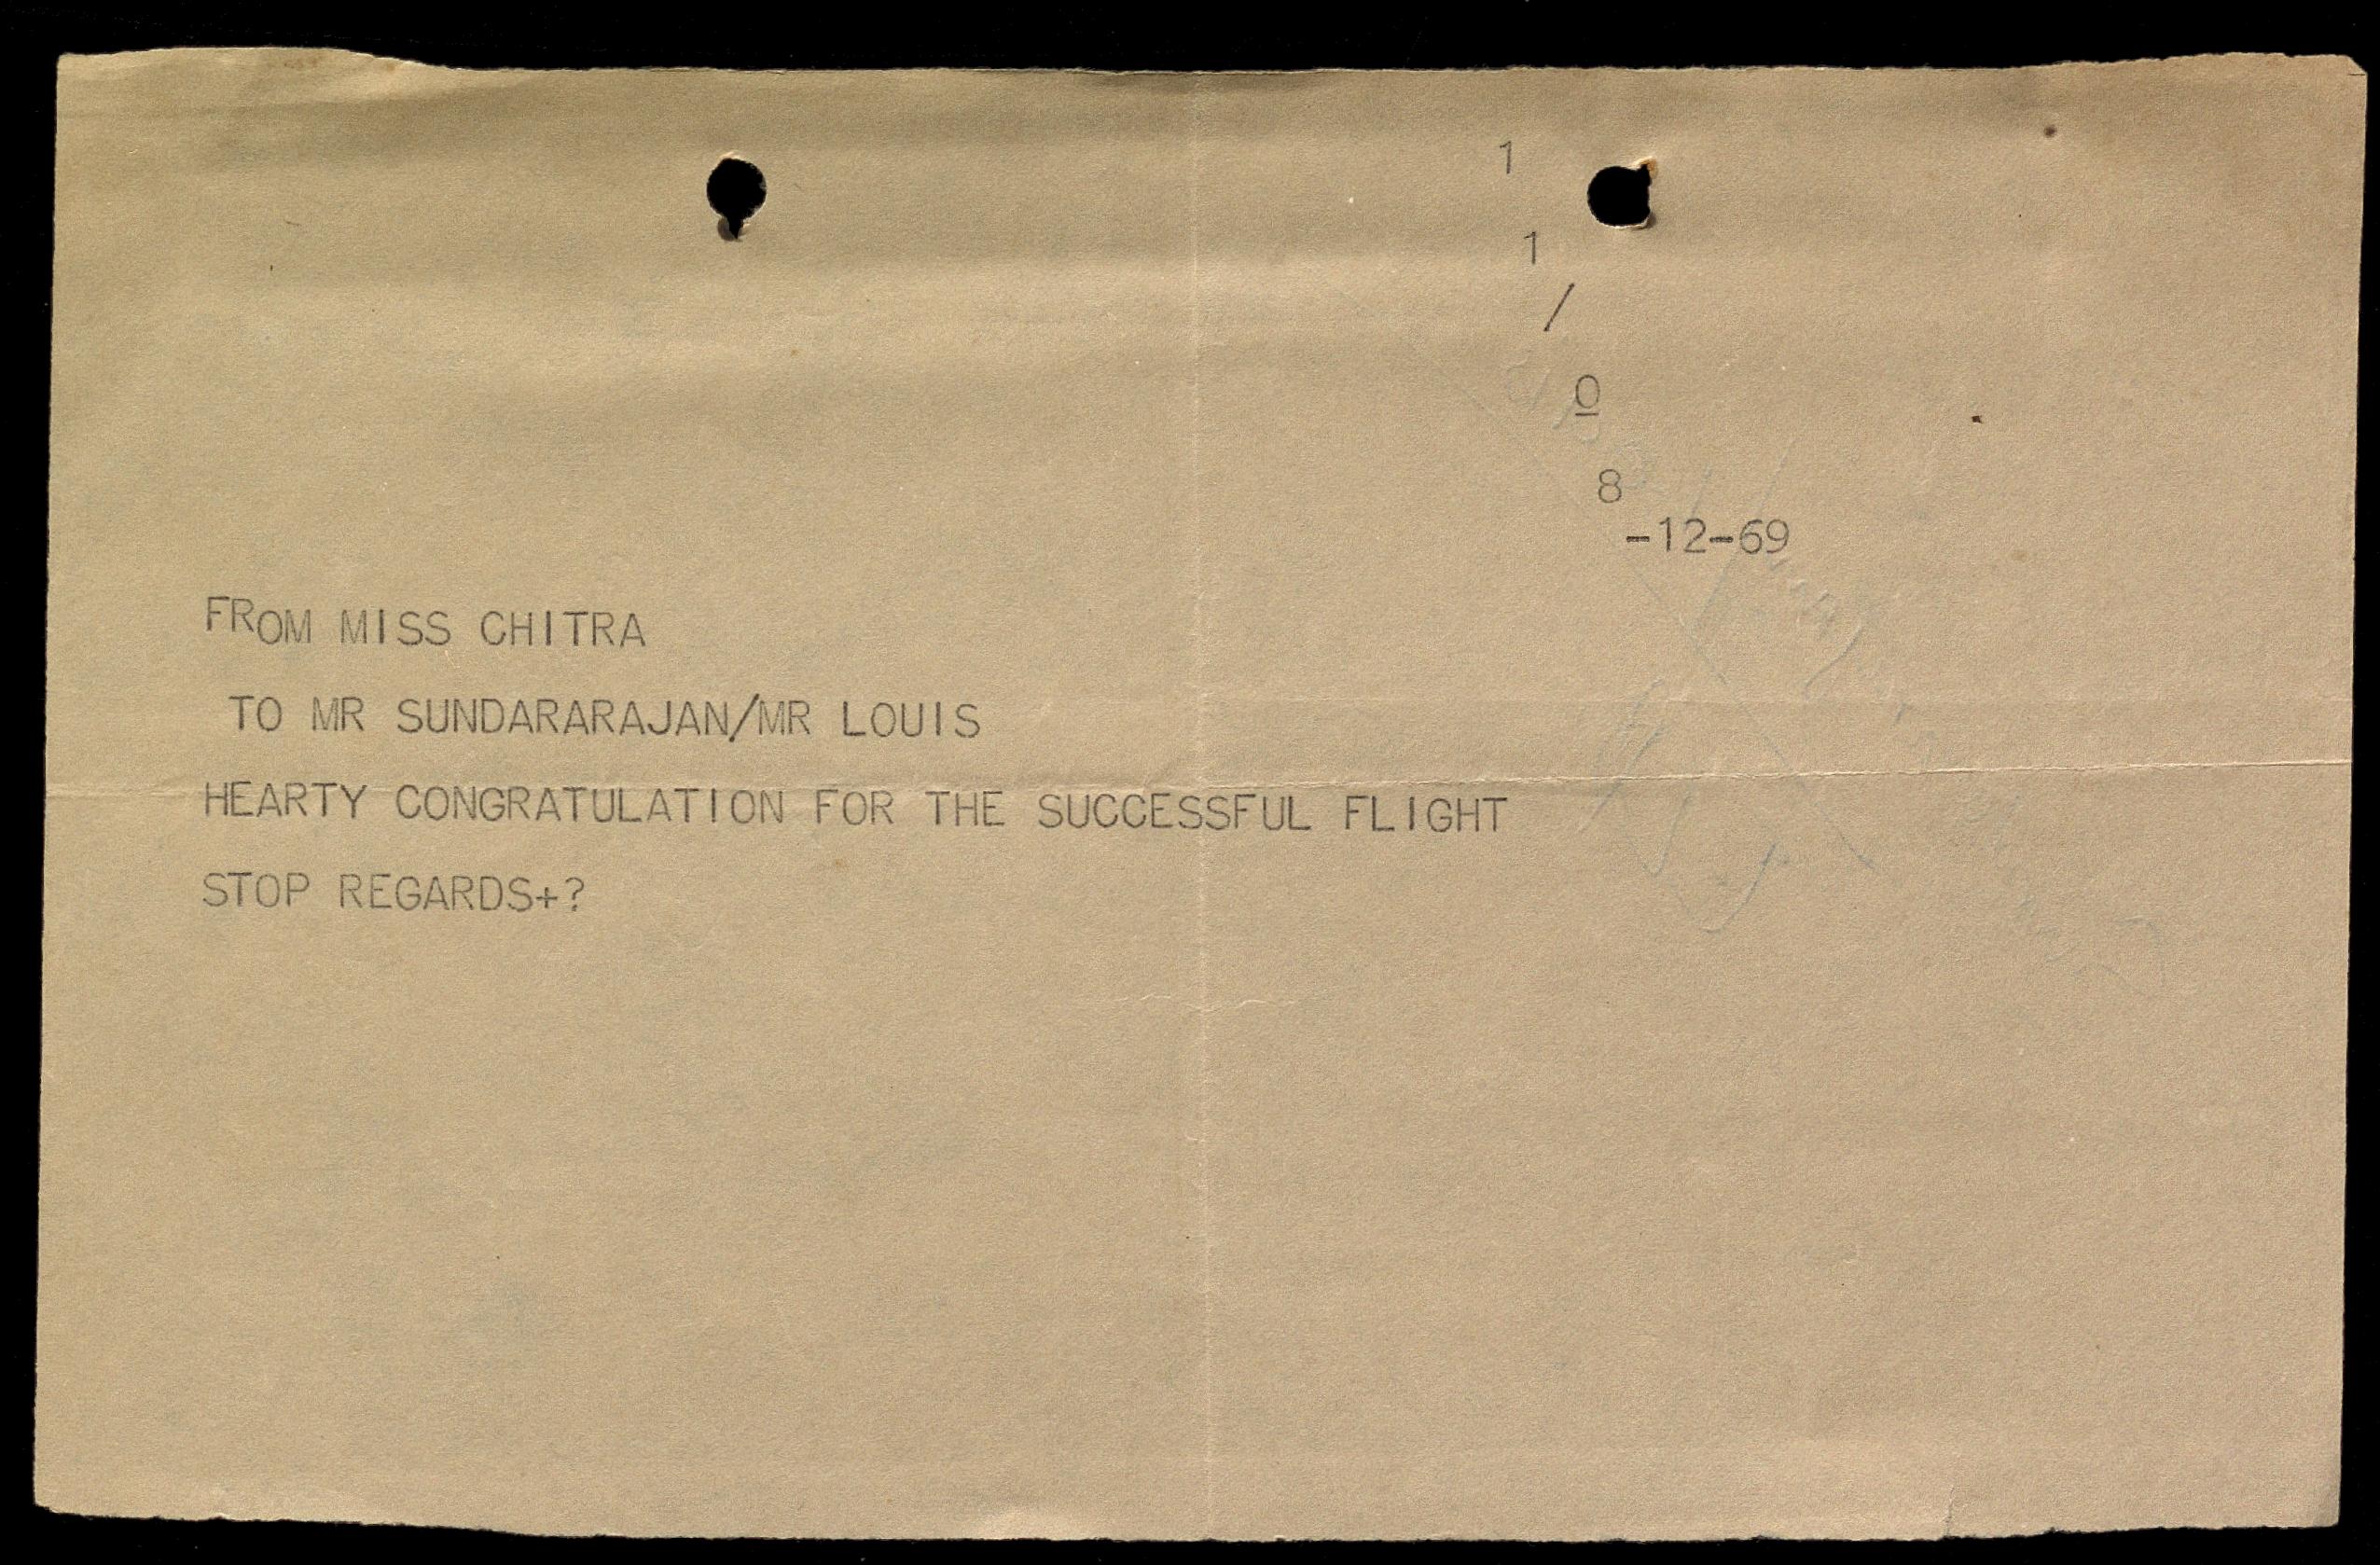 1
1
/
0
8
-12-69
FROM MISS CHITRA
TO MR SUNDARARAJAN/MR LOUIS
HEARTY CONGRATULATION FOR THE SUCCESSFUL FLIGHT
STOP REGARDS+?